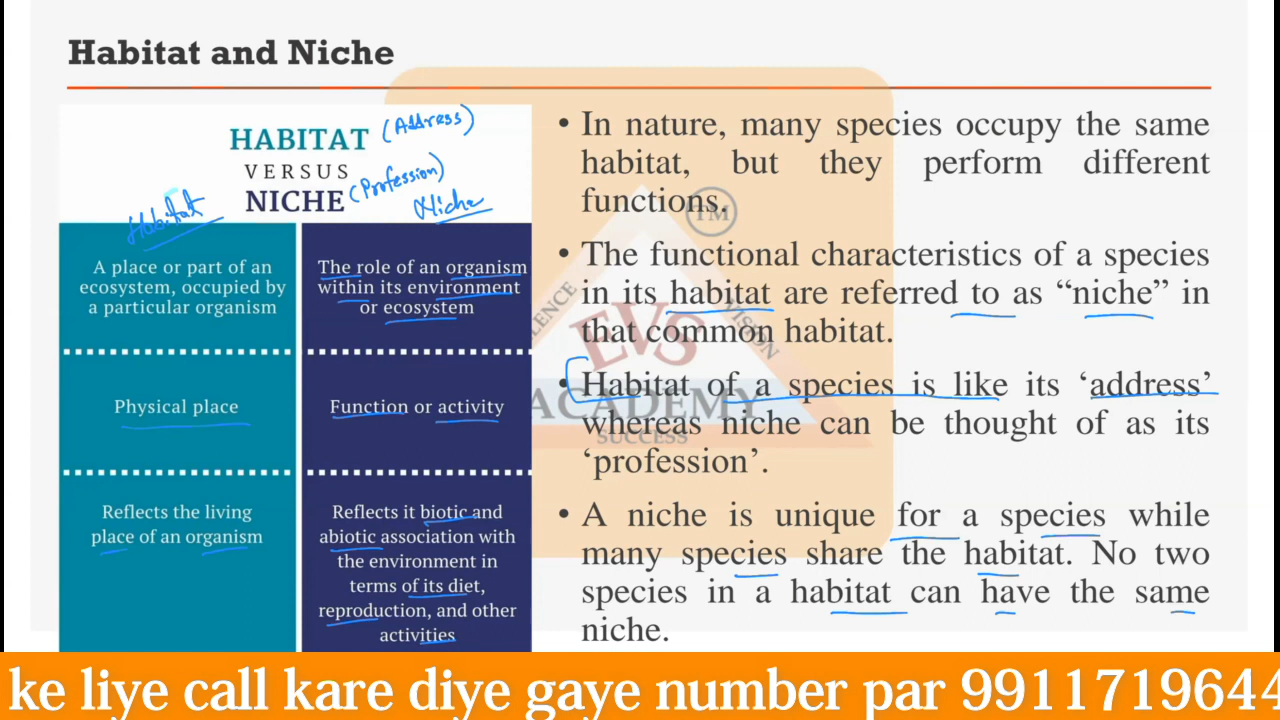 Habitat and Niche
HABITAT (Address)
VERSUS
NICHE (Profession)
Habitat
Niche
A place or part of an
ecosystem, occupied by
a particular organism
The role of an organism
within its environment
or ecosystem
Physical place
Function or activity
Reflects the living
place of an organism
Reflects it biotic and
abiotic association with
the environment in
terms of its diet,
reproduction, and other
activities
• In nature, many species occupy the same
habitat, but they perform different
functions.
• The functional characteristics of a species
in its habitat are referred to as “niche” in
that common habitat.
• Habitat of a species is like its ‘address’
whereas niche can be thought of as its
‘profession’.
• A niche is unique for a species while
many species share the habitat. No two
species in a habitat can have the same
niche.
TM
VISION
EVS
ACADEMY
SUCCESS
ke liye call kare diye gaye number par 9911719644